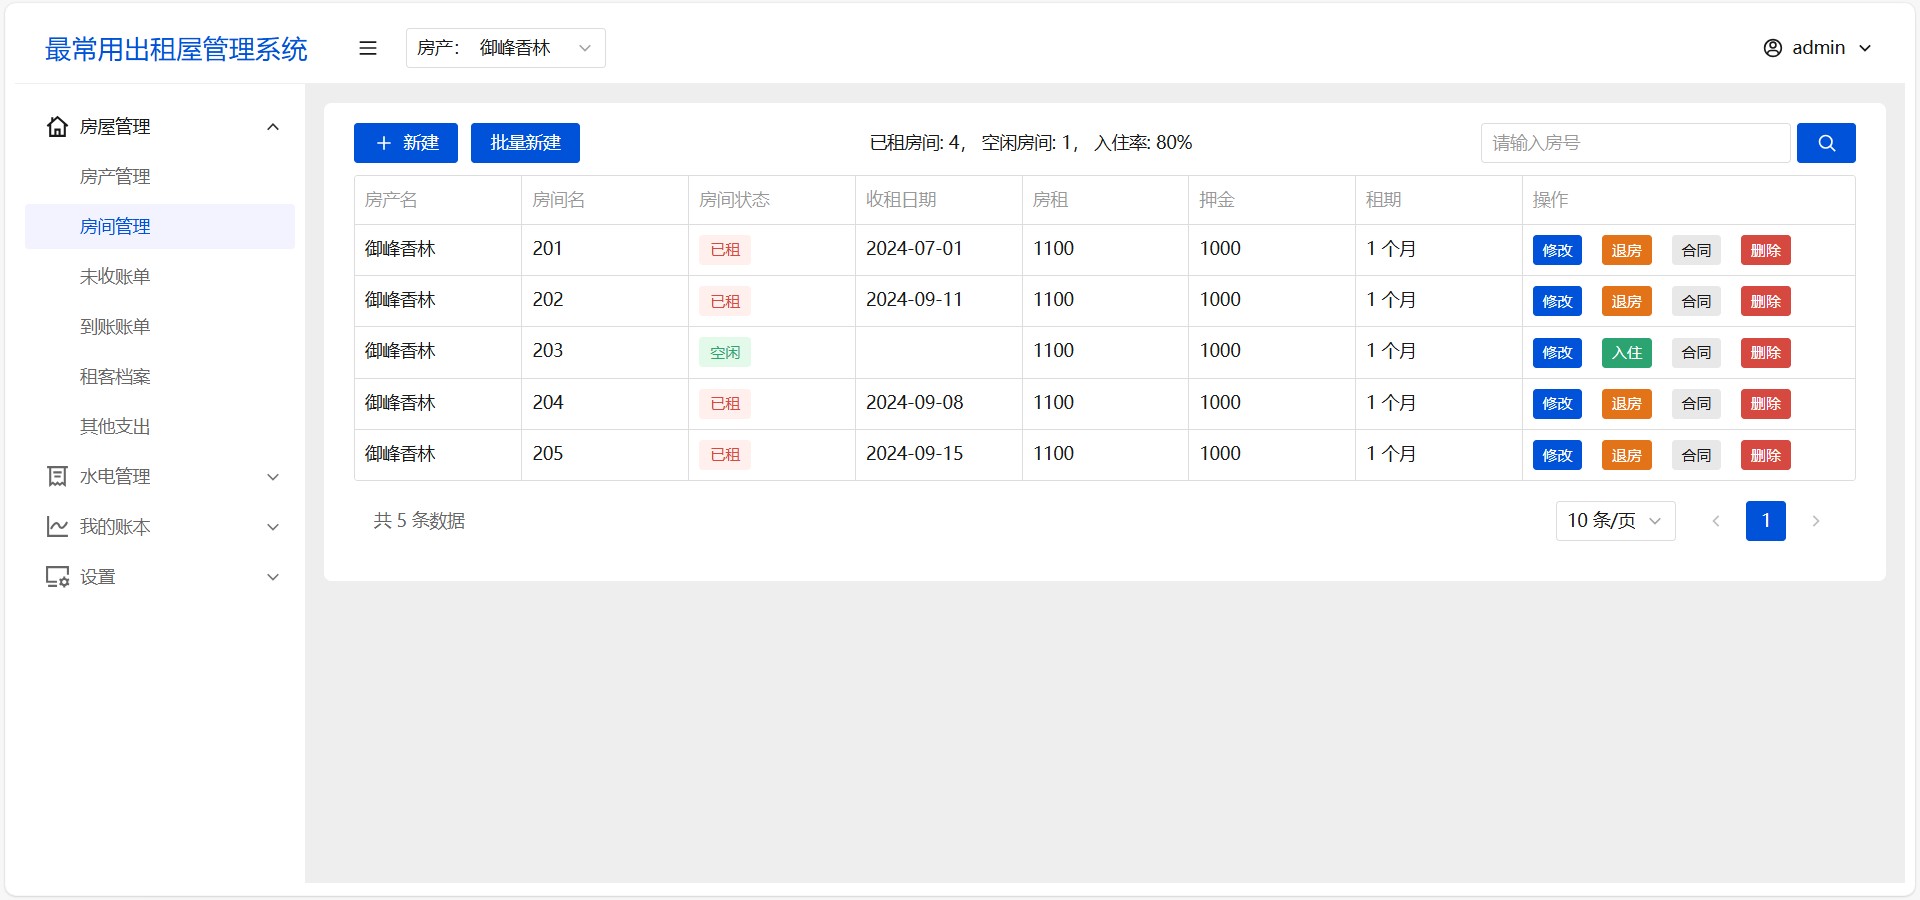 最常用出租屋管理系统 房产： 御峰香林 admin
房屋管理
房产管理
房间管理
未收账单
到账账单
租客档案
其他支出
水电管理
我的账本
设置
新建 批量新建 已租房间: 4， 空闲房间: 1， 入住率: 80% 请输入房号
房产名 房间名 房间状态 收租日期 房租 押金 租期 操作
御峰香林 201 已租 2024-07-01 1100 1000 1 个月 修改 退房 合同 删除
御峰香林 202 已租 2024-09-11 1100 1000 1 个月 修改 退房 合同 删除
御峰香林 203 空闲 1100 1000 1 个月 修改 入住 合同 删除
御峰香林 204 已租 2024-09-08 1100 1000 1 个月 修改 退房 合同 删除
御峰香林 205 已租 2024-09-15 1100 1000 1 个月 修改 退房 合同 删除
共 5 条数据 10 条/页 1